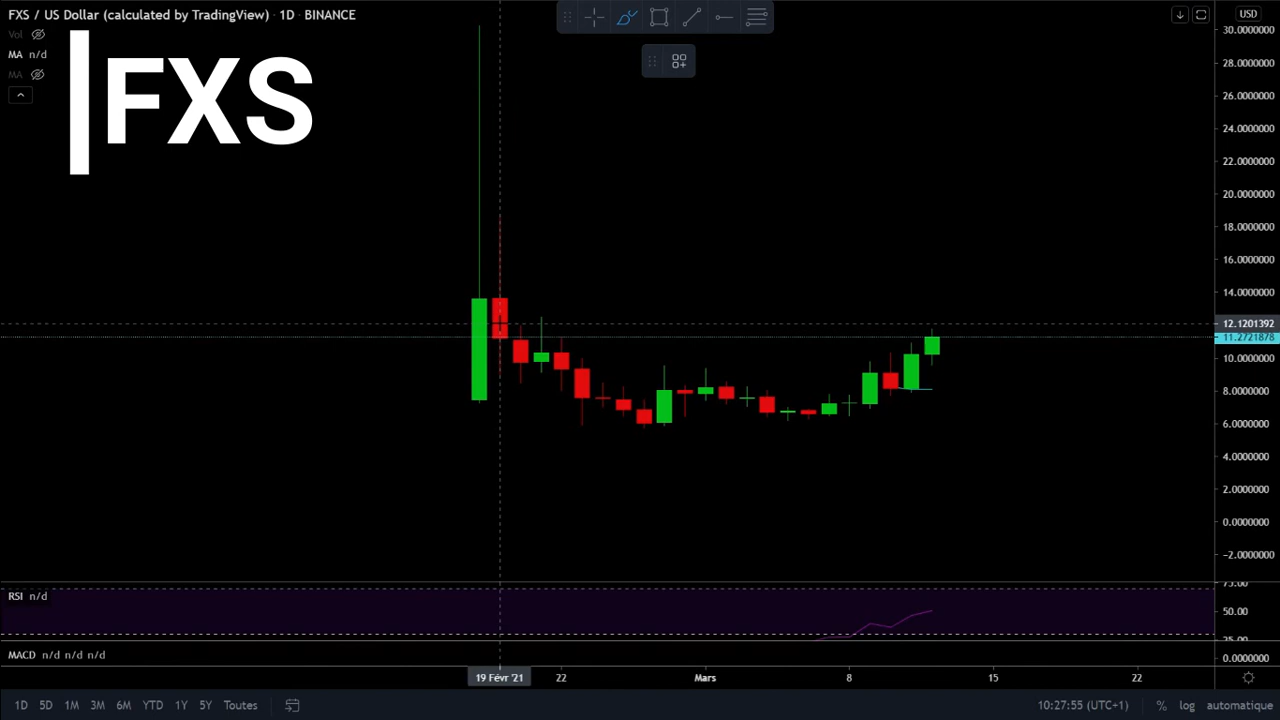 FXS / US Dollar (calculated by TradingView) · 1D · BINANCE
Vol
MA n/d
MA
FXS
USD
30.0000000
28.0000000
26.0000000
24.0000000
22.0000000
20.0000000
18.0000000
16.0000000
14.0000000
12.1201392
11.2721878
10.0000000
8.0000000
6.0000000
4.0000000
2.0000000
0.0000000
−2.0000000
75.00
RSI n/d
50.00
25.00
MACD n/d n/d n/d
0.0000000
19 Févr '21
22
Mars
8
15
22
1D 5D 1M 3M 6M YTD 1Y 5Y Toutes
10:27:55 (UTC+1)
% log automatique